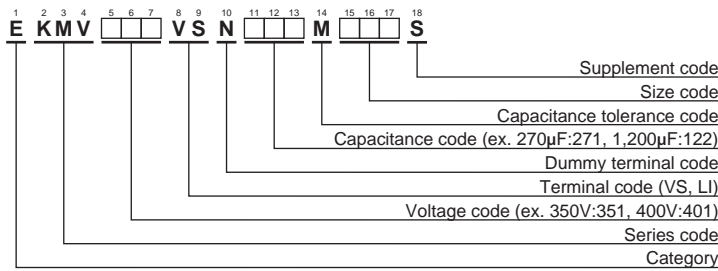 1 2 3 4 5 6 7 8 9 10 11 12 13 14 15 16 17 18
E KMV □□□ VS N □□□ M □□□ S
Supplement code
Size code
Capacitance tolerance code
Capacitance code (ex. 270µF:271, 1,200µF:122)
Dummy terminal code
Terminal code (VS, LI)
Voltage code (ex. 350V:351, 400V:401)
Series code
Category